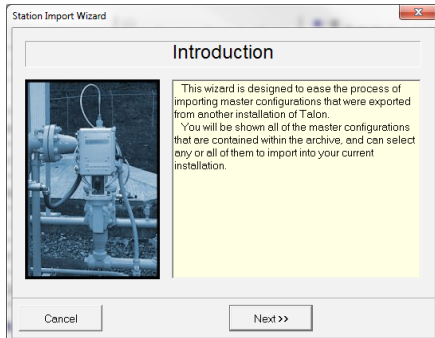 Station Import Wizard
Introduction
This wizard is designed to ease the process of
importing master configurations that were exported
from another installation of Talon.
You will be shown all of the master configurations
that are contained within the archive, and can select
any or all of them to import into your current
installation.
Cancel
Next>>